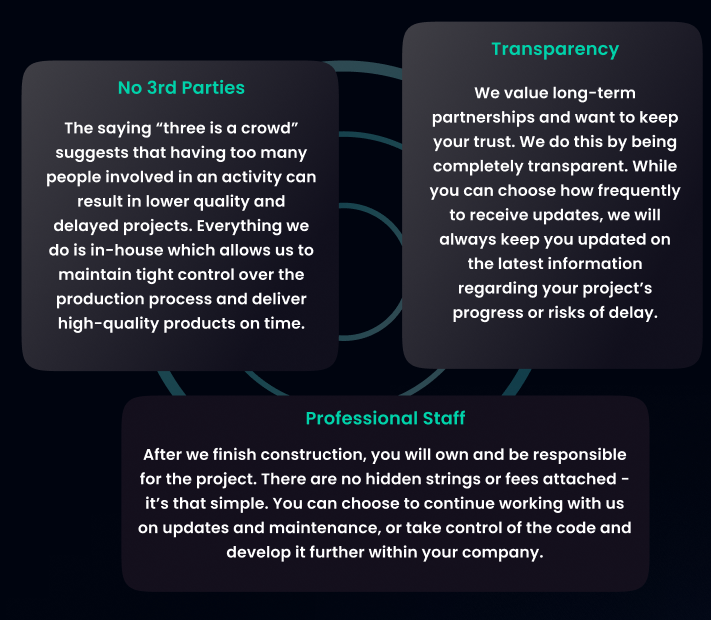 No 3rd Parties
The saying “three is a crowd”
suggests that having too many
people involved in an activity can
result in lower quality and
delayed projects. Everything we
do is in-house which allows us to
maintain tight control over the
production process and deliver
high-quality products on time.
Transparency
We value long-term
partnerships and want to keep
your trust. We do this by being
completely transparent. While
you can choose how frequently
to receive updates, we will
always keep you updated on
the latest information
regarding your project’s
progress or risks of delay.
Professional Staff
After we finish construction, you will own and be responsible
for the project. There are no hidden strings or fees attached -
it’s that simple. You can choose to continue working with us
on updates and maintenance, or take control of the code and
develop it further within your company.